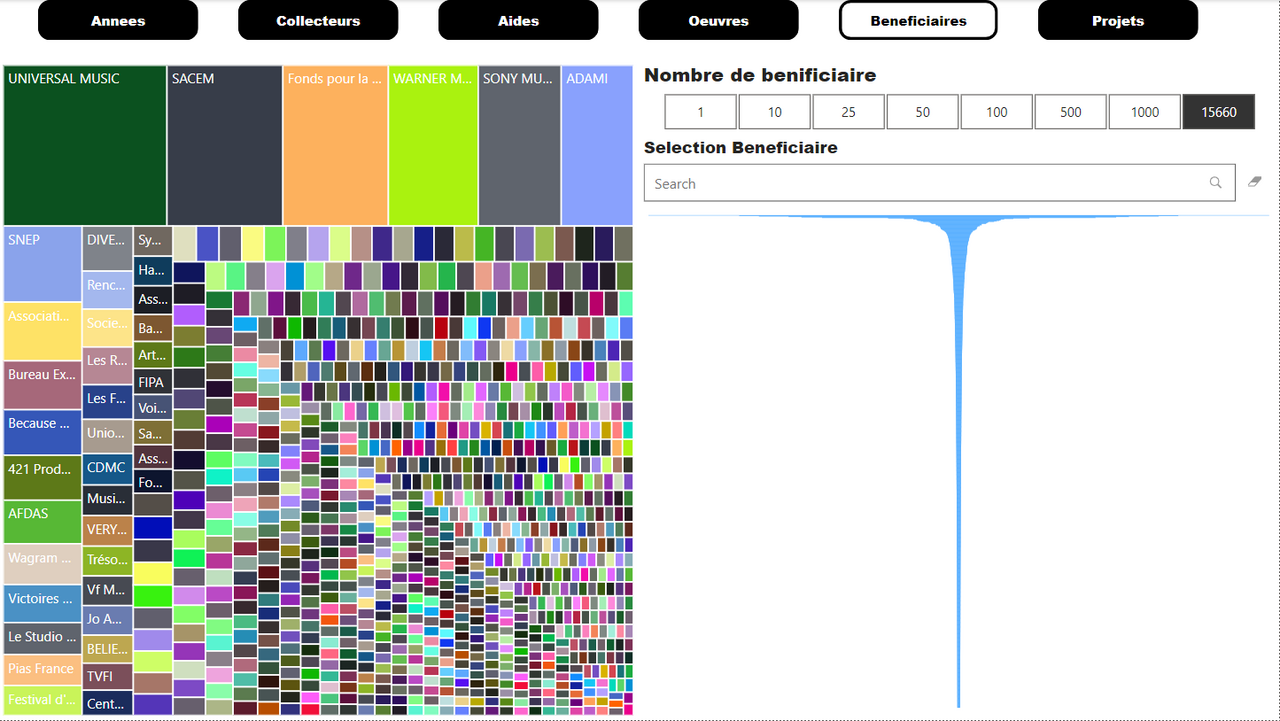 Annees
Collecteurs
Aides
Oeuvres
Beneficiaires
Projets
UNIVERSAL MUSIC
SACEM
Fonds pour la ...
WARNER M...
SONY MU...
ADAMI
SNEP
Associati...
Bureau Ex...
Because ...
421 Prod...
AFDAS
Wagram ...
Victoires ...
Le Studio ...
Pias France
Festival d'...
DIVE...
Renc...
Socie...
Les R...
Les F...
Unio...
CDMC
Musi...
VERY...
Tréso...
Vf M...
Jo A...
BELIE...
TVFI
Cent...
Sy...
Ha...
Ass...
Ba...
Art...
FIPA
Voi...
Sa...
Ass...
Fo...
Nombre de benificiaire
1
10
25
50
100
500
1000
15660
Selection Beneficiaire
Search